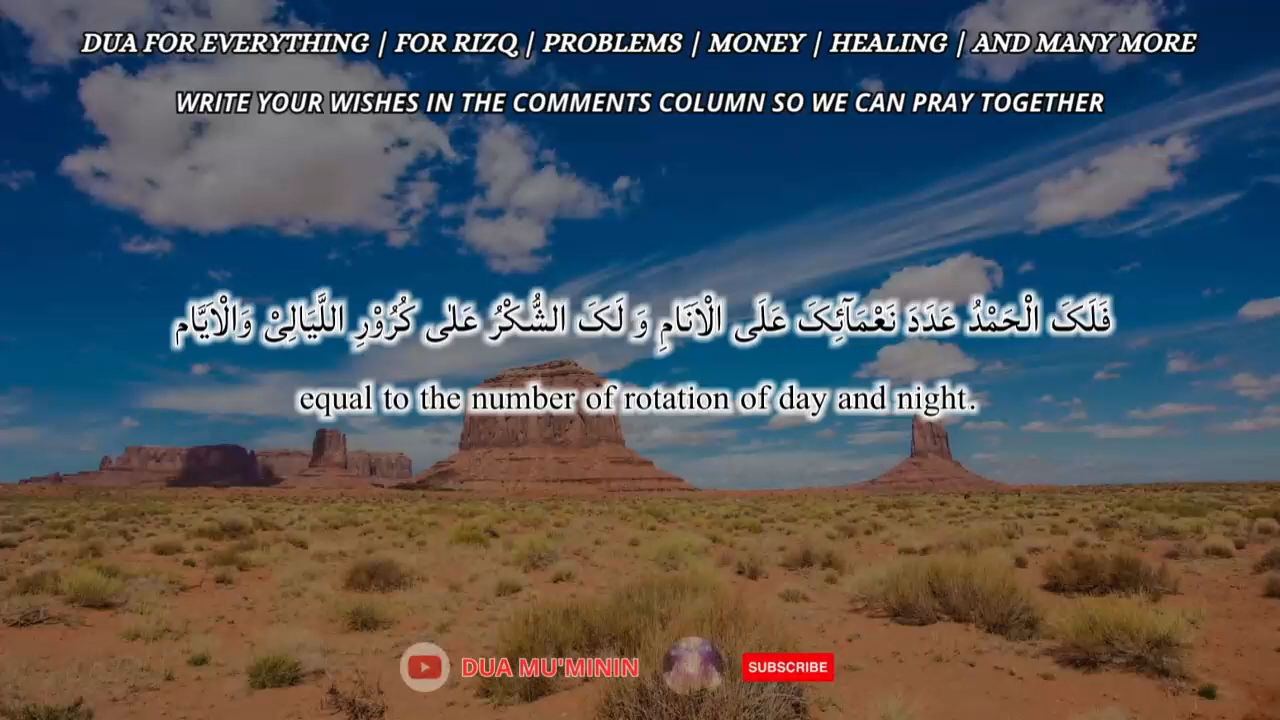 DUA FOR EVERYTHING | FOR RIZQ | PROBLEMS | MONEY | HEALING | AND MANY MORE
WRITE YOUR WISHES IN THE COMMENTS COLUMN SO WE CAN PRAY TOGETHER
فَلَکَ الْحَمْدُ عَدَدَ نَعْمَآئِکَ عَلَی الْاَنَامِ وَ لَکَ الشُّکْرُ عَلٰی کُرُوْرِ اللَّیَالِیْ وَالْاَیَّام
equal to the number of rotation of day and night.
DUA MU'MININ SUBSCRIBE